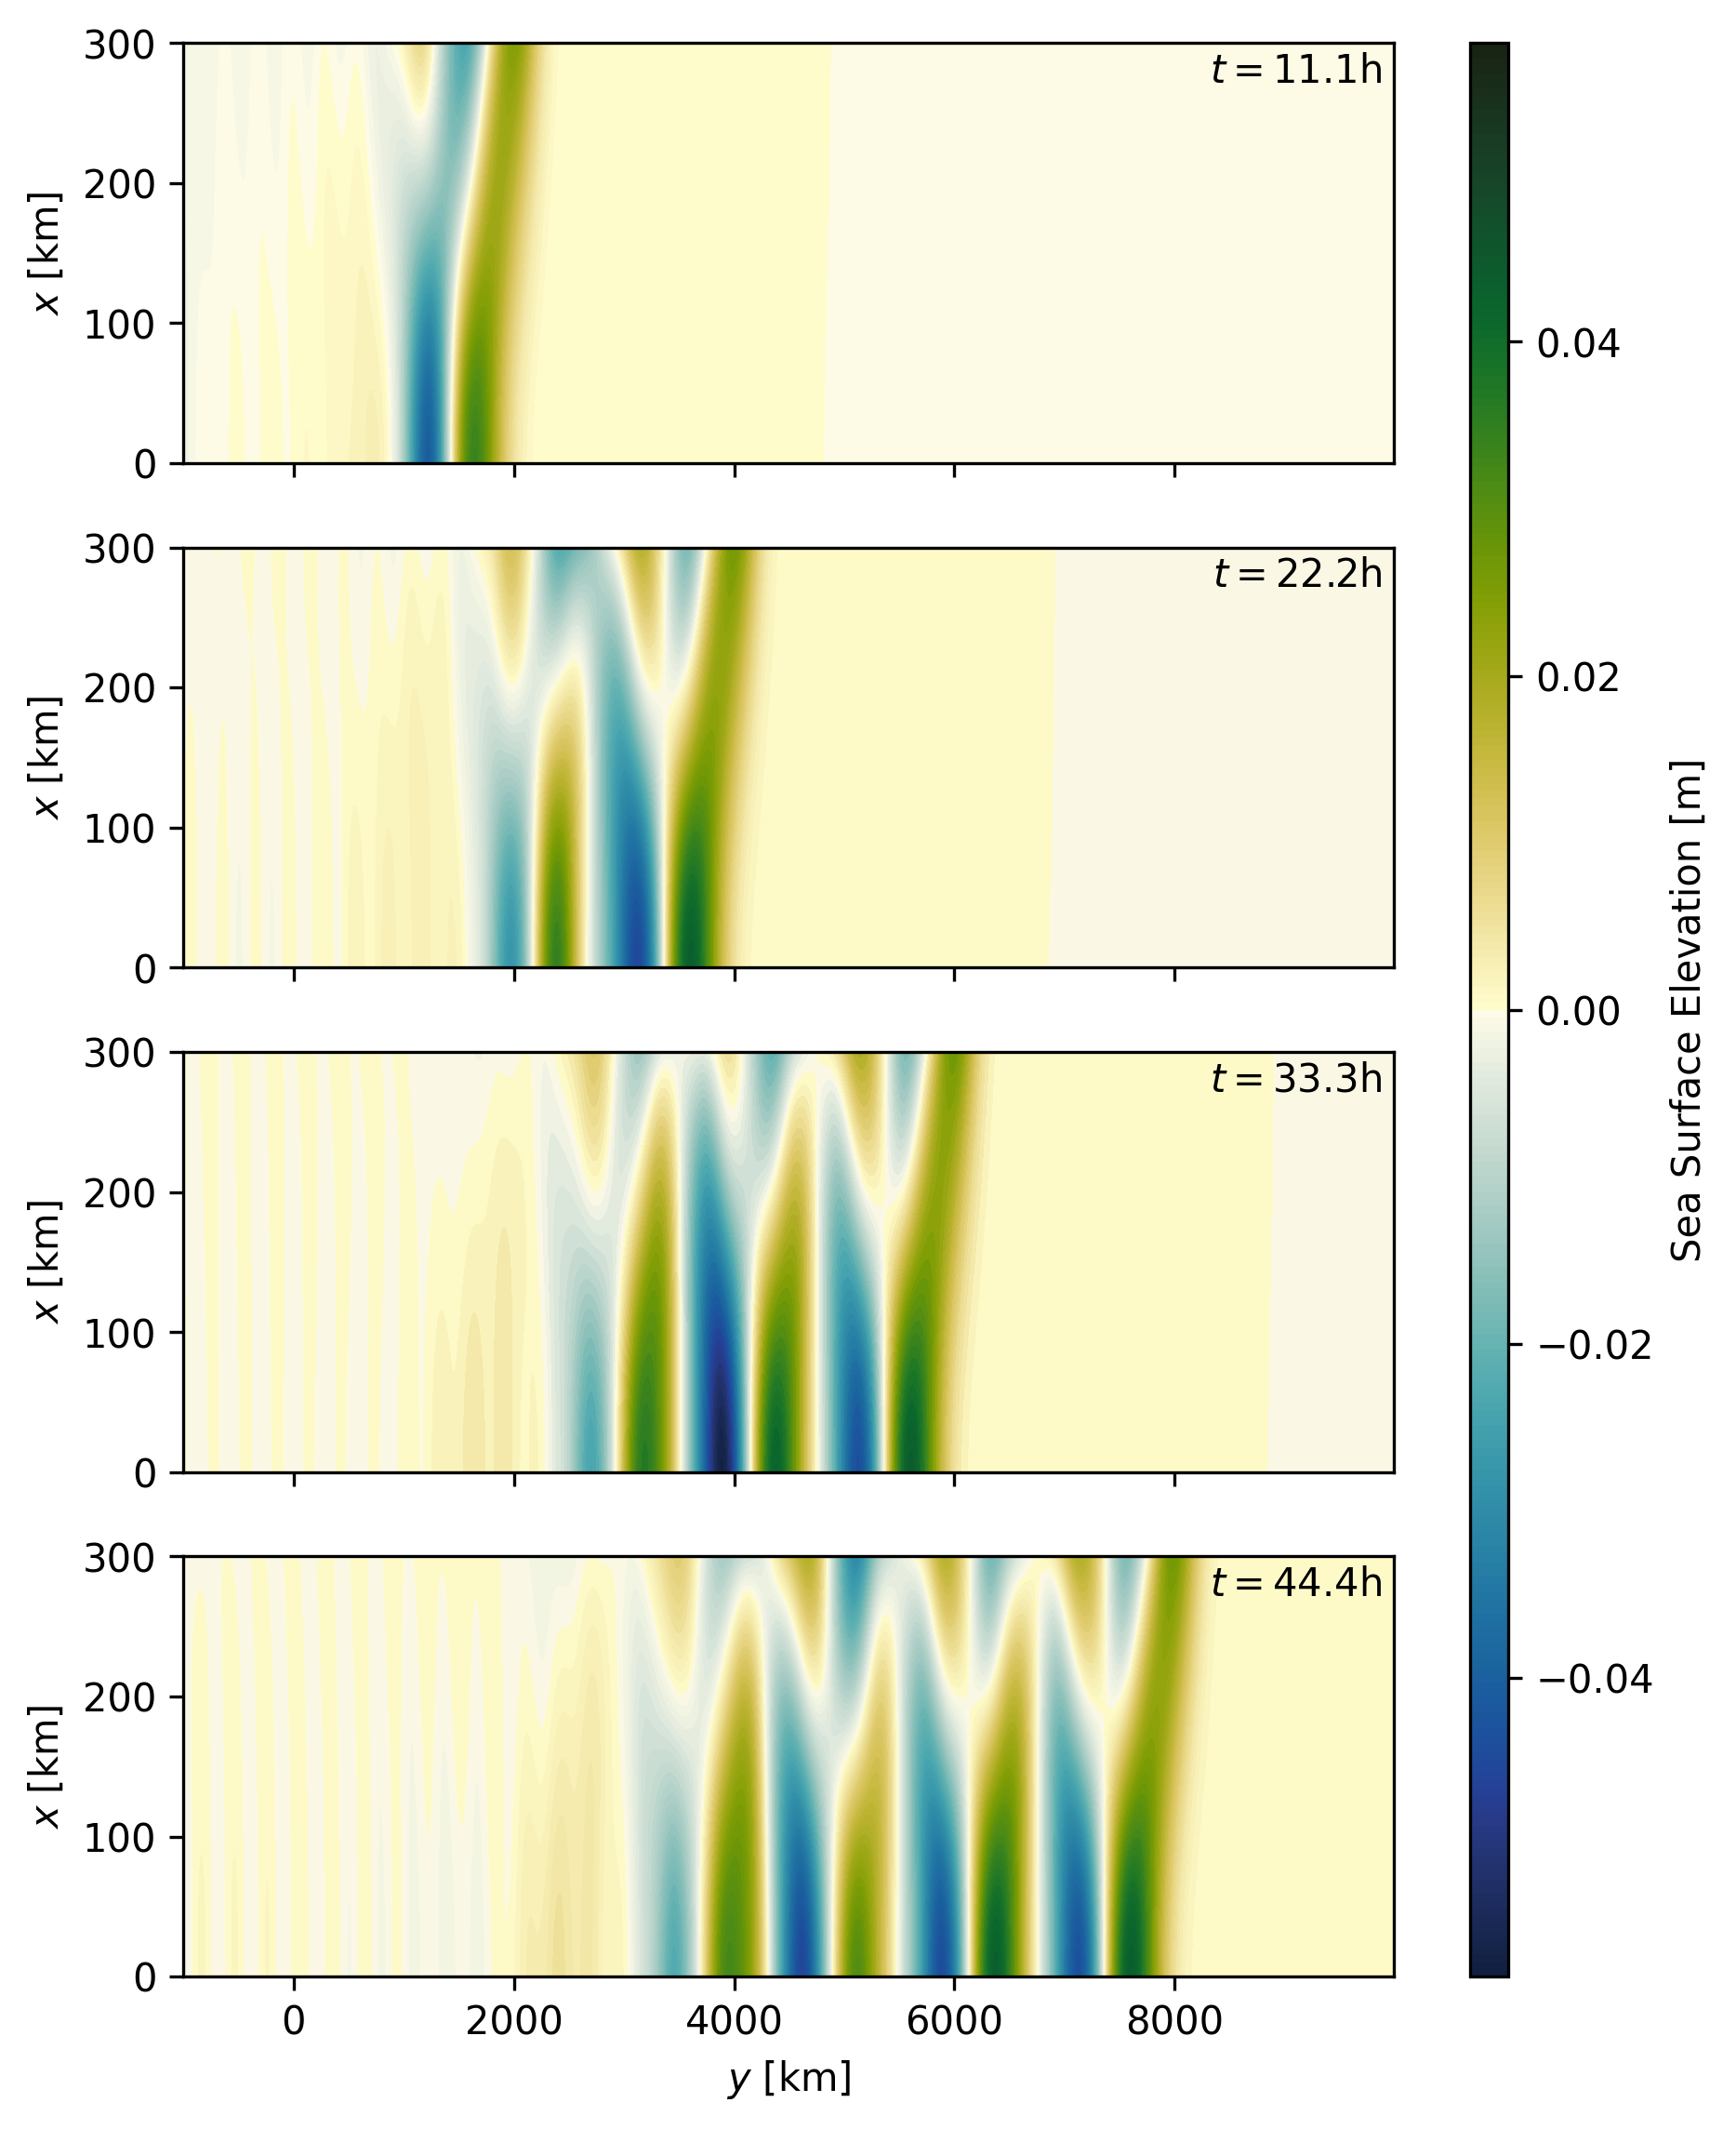 300
200
100
0
x [km]
t = 11.1h
300
200
100
0
x [km]
t = 22.2h
300
200
100
0
x [km]
t = 33.3h
300
200
100
0
x [km]
t = 44.4h
0 2000 4000 6000 8000
y [km]
0.04
0.02
0.00
−0.02
−0.04
Sea Surface Elevation [m]